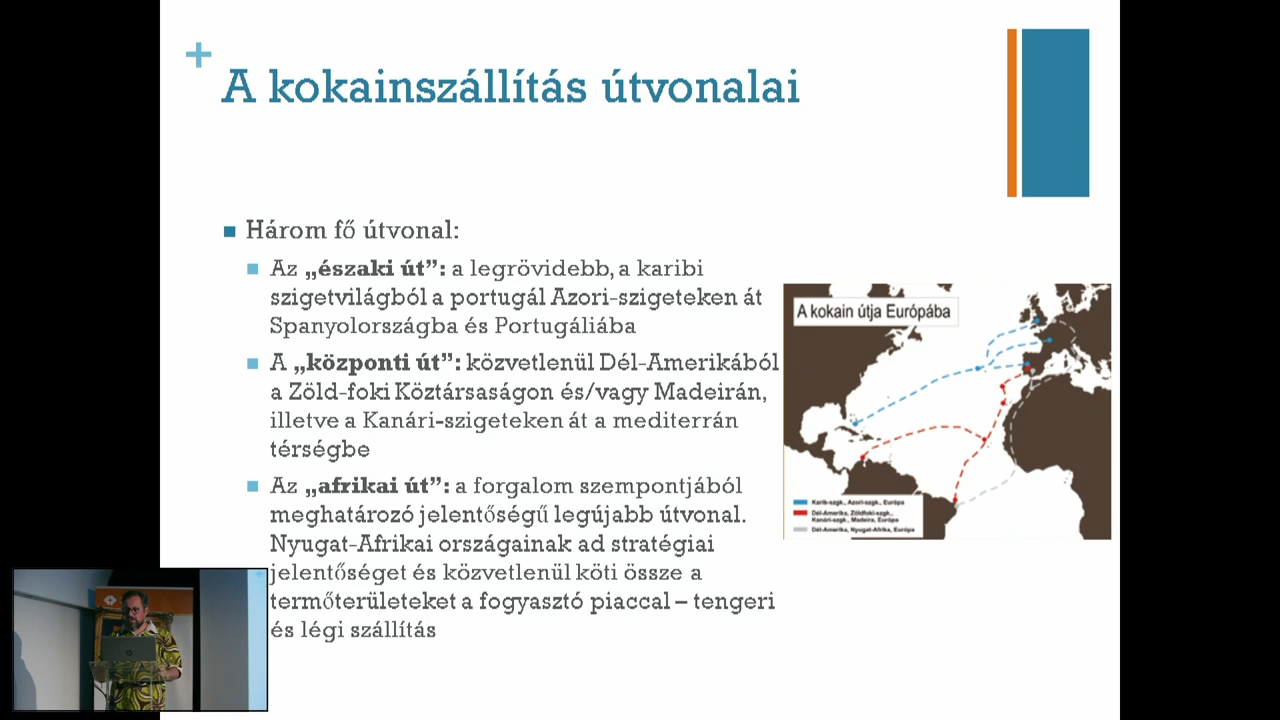 A kokainszállítás útvonalai
Három fő útvonal:
Az „északi út”: a legrövidebb, a karibi
szigetvilágból a portugál Azori-szigeteken át
Spanyolországba és Portugáliába
A „központi út”: közvetlenül Dél-Amerikából
a Zöld-foki Köztársaságon és/vagy Madeirán,
illetve a Kanári-szigeteken át a mediterrán
térségbe
Az „afrikai út”: a forgalom szempontjából
meghatározó jelentőségű legújabb útvonal.
Nyugat-Afrikai országainak ad stratégiai
jelentőséget és közvetlenül köti össze a
termőterületeket a fogyasztó piaccal – tengeri
és légi szállítás
A kokain útja Európába
Karib-szgk., Azori-szgk., Európa
Dél-Amerika, Zöldfoki-szgk.,
Kanári-szgk., Madeira, Európa
Dél-Amerika, Nyugat-Afrika, Európa